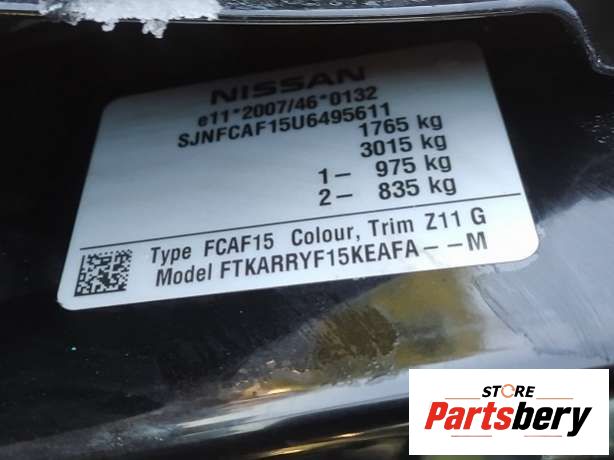 NISSAN
e11*2007/46*0132
SJNFCAF15U6495611
1765 kg
3015 kg
1– 975 kg
2– 835 kg
Type FCAF15 Colour, Trim Z11 G
Model FTKARRYF15KEAFA––M
STORE
Partsbery